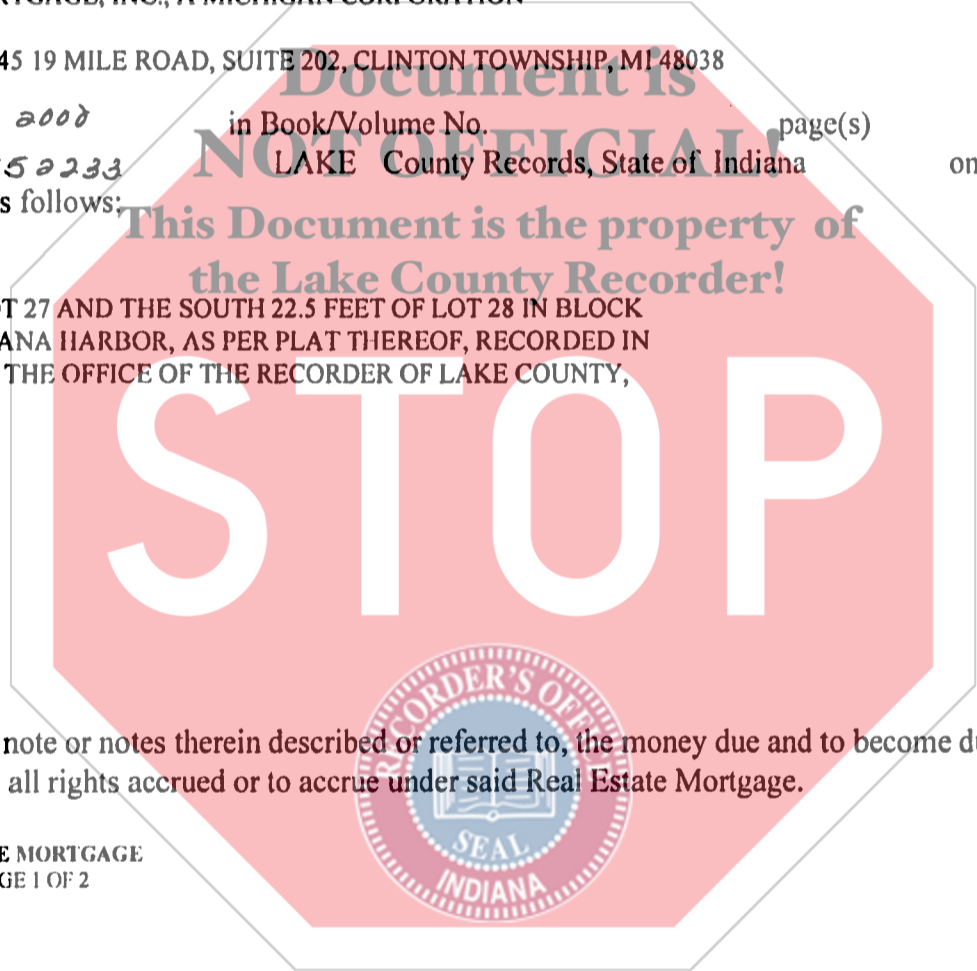 RTGAGE, INC., A MICHIGAN CORPORATION
45 19 MILE ROAD, SUITE 202, CLINTON TOWNSHIP, MI 48038
Document is
2008 in Book/Volume No. page(s)
NOT OFFICIAL!
52233 LAKE County Records, State of Indiana on
s follows;
This Document is the property of
the Lake County Recorder!
T 27 AND THE SOUTH 22.5 FEET OF LOT 28 IN BLOCK
ANA HARBOR, AS PER PLAT THEREOF, RECORDED IN
THE OFFICE OF THE RECORDER OF LAKE COUNTY,
STOP
RECORDER'S OFFICE
note or notes therein described or referred to, the money due and to become d
all rights accrued or to accrue under said Real Estate Mortgage.
SEAL
INDIANA
E MORTGAGE
GE 1 OF 2